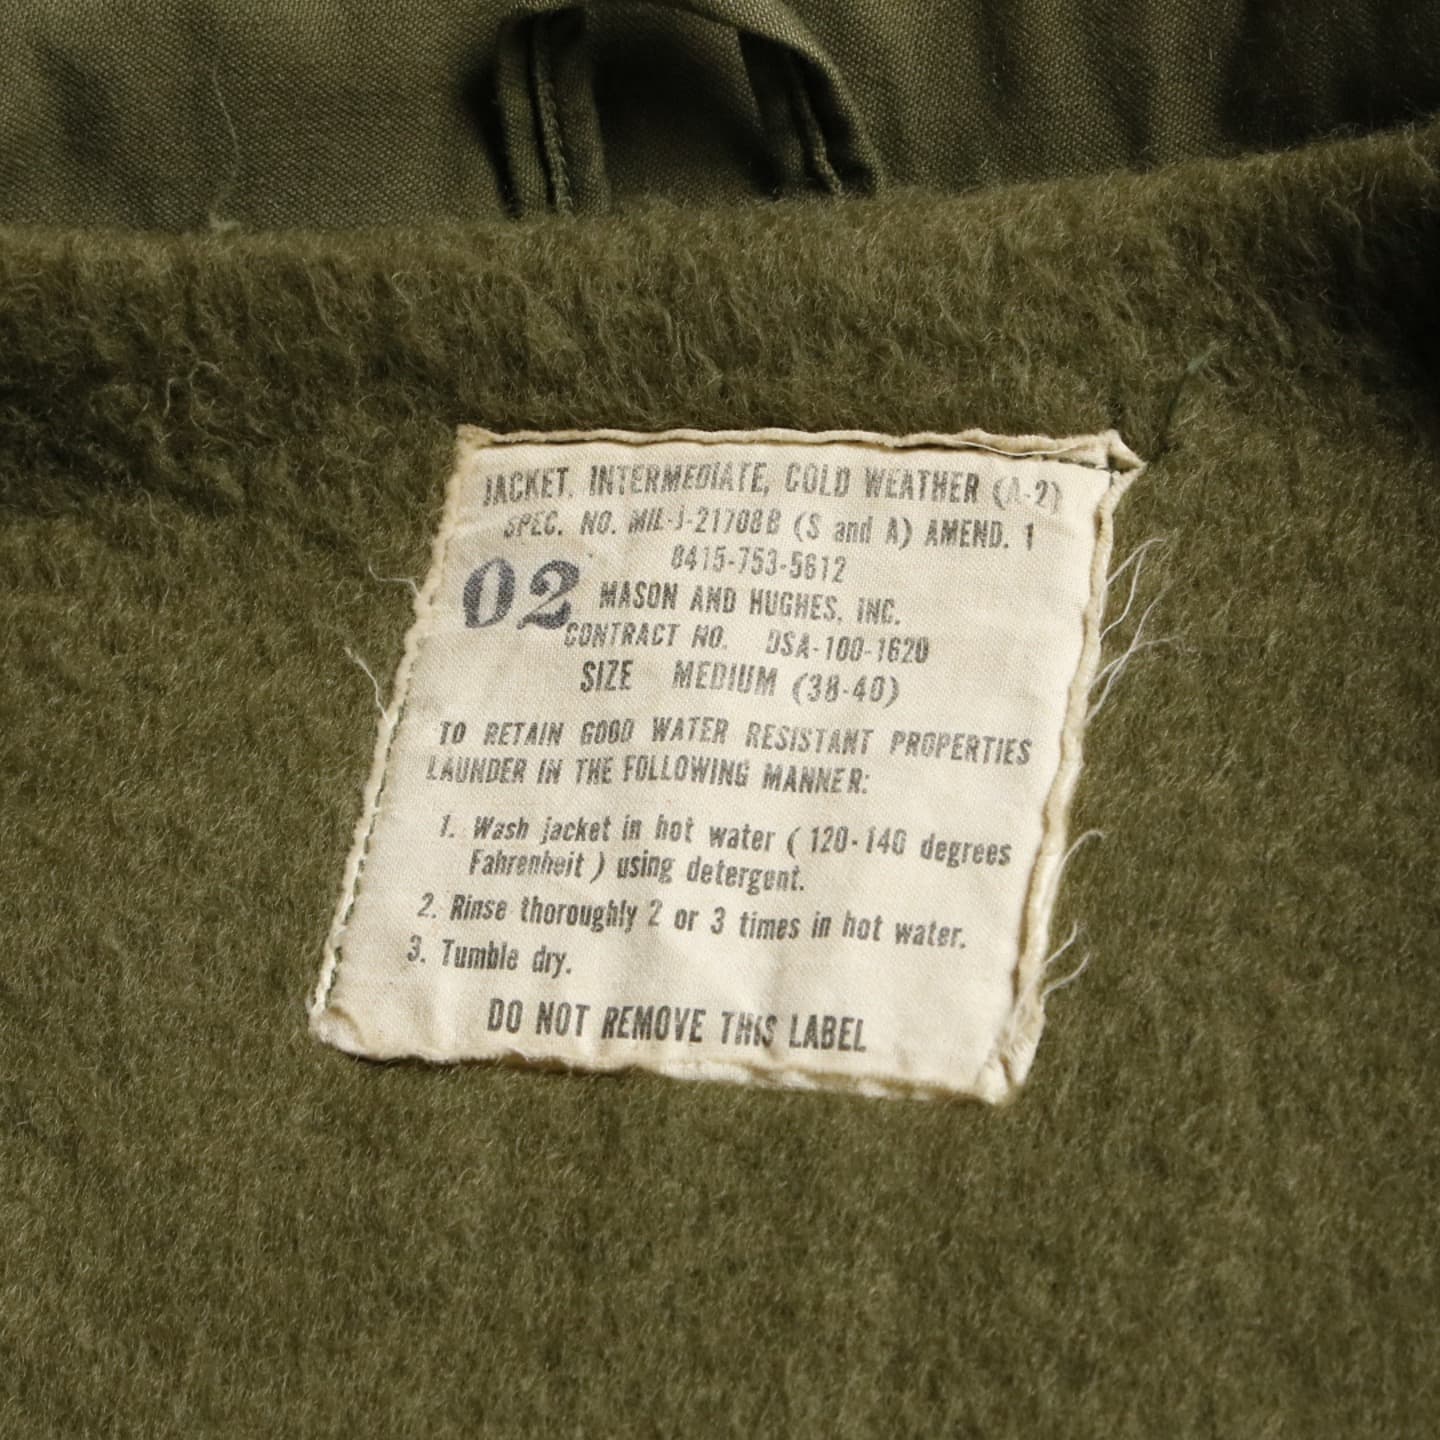 JACKET, INTERMEDIATE, COLD WEATHER (A-2)
SPEC. NO. MIL-J-21708B (S and A) AMEND. 1
8415-753-5612
02
MASON AND HUGHES, INC.
CONTRACT NO. DSA-100-1620
SIZE MEDIUM (38-40)
TO RETAIN GOOD WATER RESISTANT PROPERTIES
LAUNDER IN THE FOLLOWING MANNER:
1. Wash jacket in hot water ( 120-140 degrees
Fahrenheit ) using detergent.
2. Rinse thoroughly 2 or 3 times in hot water.
3. Tumble dry.
DO NOT REMOVE THIS LABEL